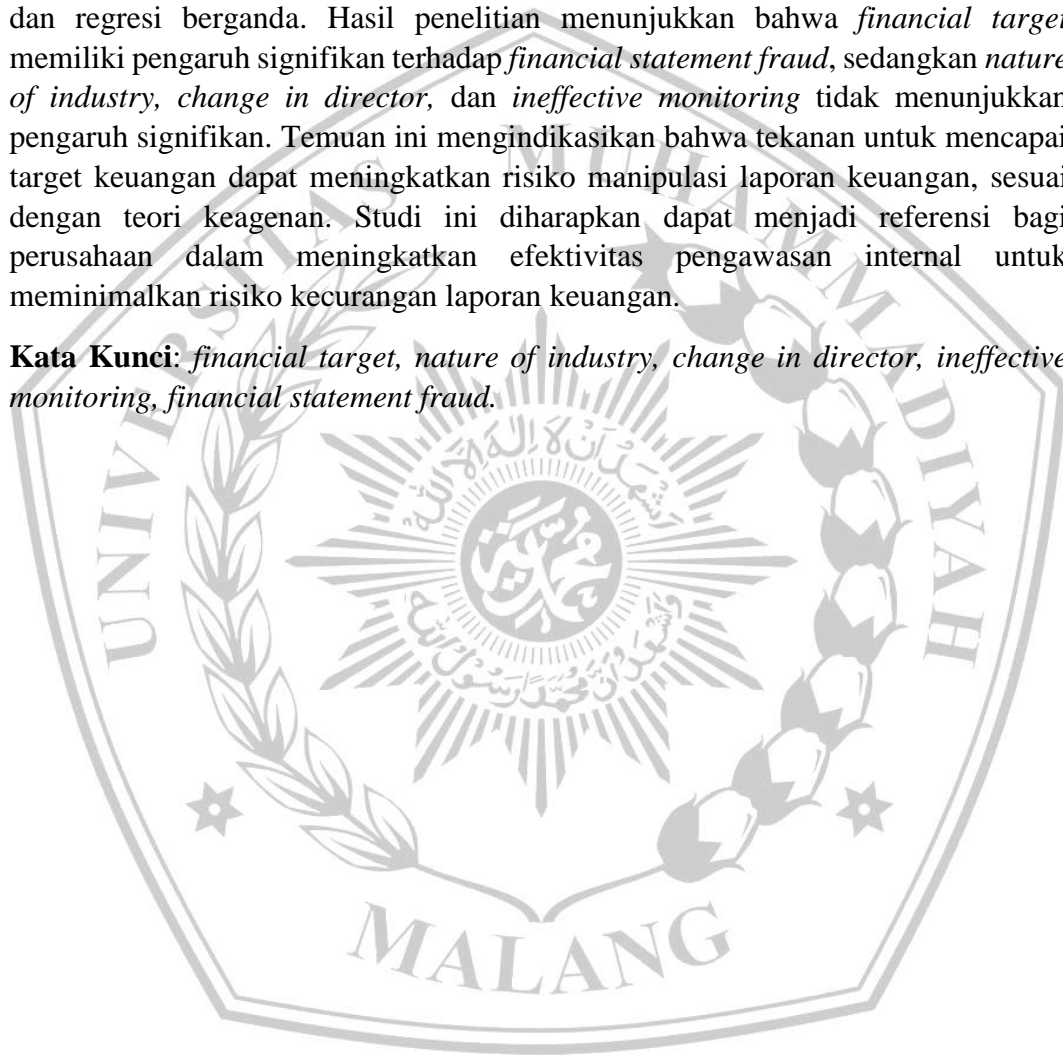 dan regresi berganda. Hasil penelitian menunjukkan bahwa financial target
memiliki pengaruh signifikan terhadap financial statement fraud, sedangkan nature
of industry, change in director, dan ineffective monitoring tidak menunjukkan
pengaruh signifikan. Temuan ini mengindikasikan bahwa tekanan untuk mencapai
target keuangan dapat meningkatkan risiko manipulasi laporan keuangan, sesuai
dengan teori keagenan. Studi ini diharapkan dapat menjadi referensi bagi
perusahaan dalam meningkatkan efektivitas pengawasan internal untuk
meminimalkan risiko kecurangan laporan keuangan.
Kata Kunci: financial target, nature of industry, change in director, ineffective
monitoring, financial statement fraud.
UNIVERSITAS MUHAMMADIYAH
MALANG